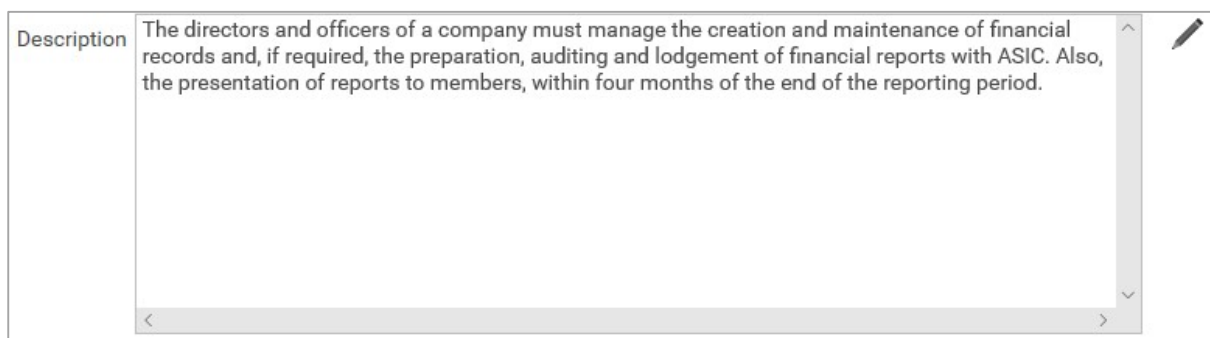 Description
The directors and officers of a company must manage the creation and maintenance of financial
records and, if required, the preparation, auditing and lodgement of financial reports with ASIC. Also,
the presentation of reports to members, within four months of the end of the reporting period.